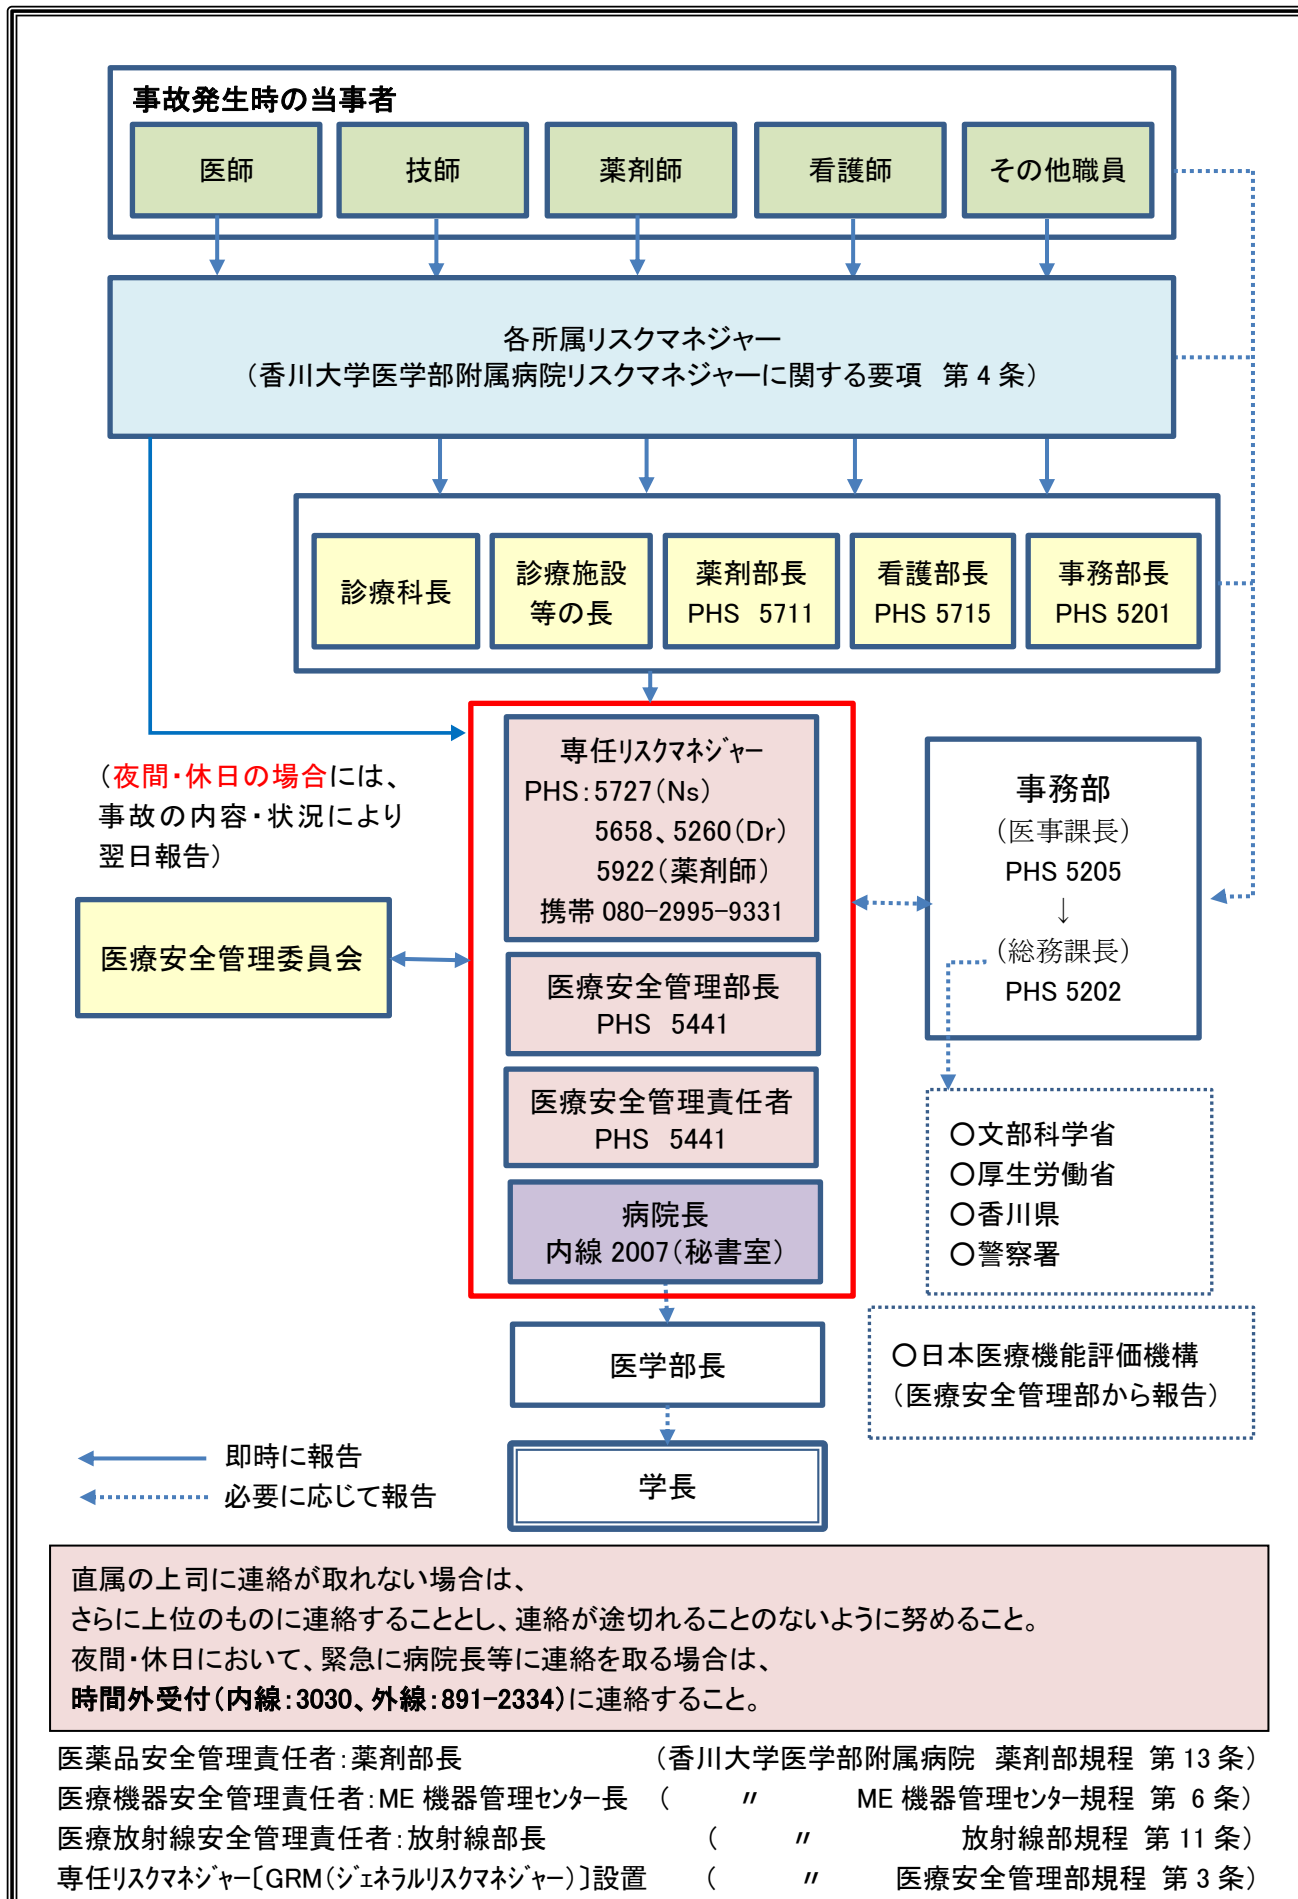 事故発生時の当事者
医師
技師
薬剤師
看護師
その他職員
各所属リスクマネジャー
（香川大学医学部附属病院リスクマネジャーに関する要項　第4条）
診療科長
診療施設
等の長
薬剤部長
PHS　5711
看護部長
PHS 5715
事務部長
PHS 5201
（夜間・休日の場合には、
事故の内容・状況により
翌日報告）
専任ﾘｽｸﾏﾈｼﾞｬｰ
PHS：5727（Ns）
5658、5260（Dr）
5922（薬剤師）
携帯 080-2995-9331
事務部
（医事課長）
PHS 5205
↓
（総務課長）
PHS 5202
医療安全管理委員会
医療安全管理部長
PHS　5441
医療安全管理責任者
PHS　5441
病院長
内線 2007（秘書室）
〇文部科学省
〇厚生労働省
〇香川県
〇警察署
医学部長
〇日本医療機能評価機構
（医療安全管理部から報告）
学長
即時に報告
必要に応じて報告
直属の上司に連絡が取れない場合は、
さらに上位のものに連絡することとし、連絡が途切れることのないように努めること。
夜間・休日において、緊急に病院長等に連絡を取る場合は、
時間外受付（内線：3030、外線：891-2334）に連絡すること。
医薬品安全管理責任者：薬剤部長　（香川大学医学部附属病院　薬剤部規程　第13条）
医療機器安全管理責任者：ME 機器管理ｾﾝﾀｰ長　（　〃　ME 機器管理ｾﾝﾀｰ規程　第 6 条）
医療放射線安全管理責任者：放射線部長　（　〃　放射線部規程　第11条）
専任ﾘｽｸﾏﾈｼﾞｬｰ〔GRM（ｼﾞｪﾈﾗﾙﾘｽｸﾏﾈｼﾞｬｰ）〕設置　（　〃　医療安全管理部規程　第3条）